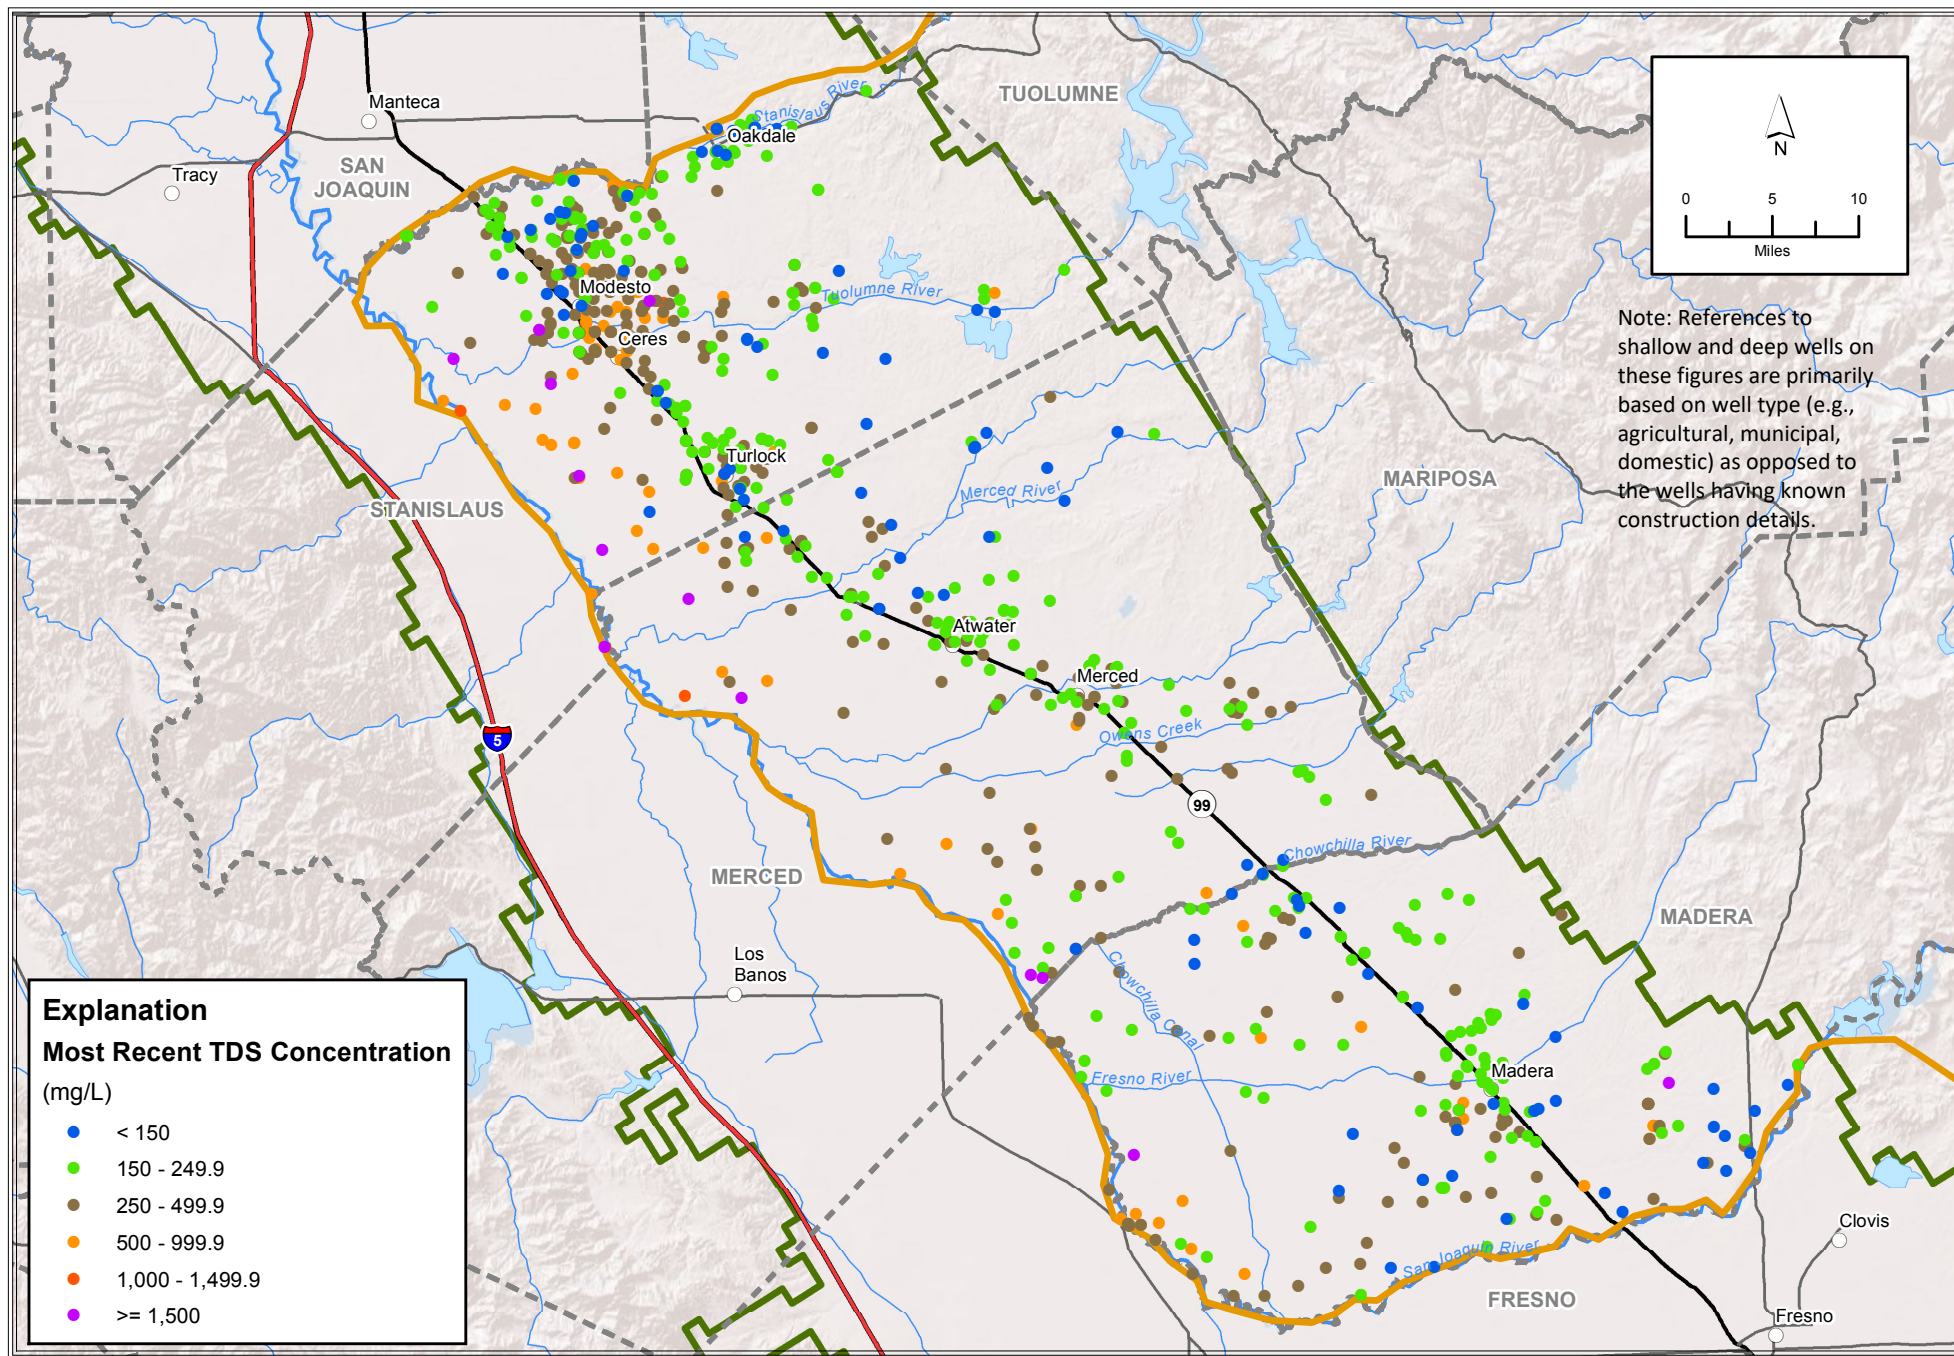 Manteca
Tracy
SAN
JOAQUIN
Stanislaus River
Oakdale
TUOLUMNE
N
0 5 10
Miles
Modesto
Tuolumne River
Ceres
Note: References to
shallow and deep wells on
these figures are primarily
based on well type (e.g.,
agricultural, municipal,
domestic) as opposed to
the wells having known
construction details.
Turlock
Merced River
MARIPOSA
STANISLAUS
Atwater
Merced
Owens Creek
5
99
Chowchilla River
MERCED
MADERA
Los
Banos
Chowchilla Canal
Fresno River
Madera
San Joaquin River
Clovis
FRESNO
Fresno
Explanation
Most Recent TDS Concentration
(mg/L)
< 150
150 - 249.9
250 - 499.9
500 - 999.9
1,000 - 1,499.9
>= 1,500